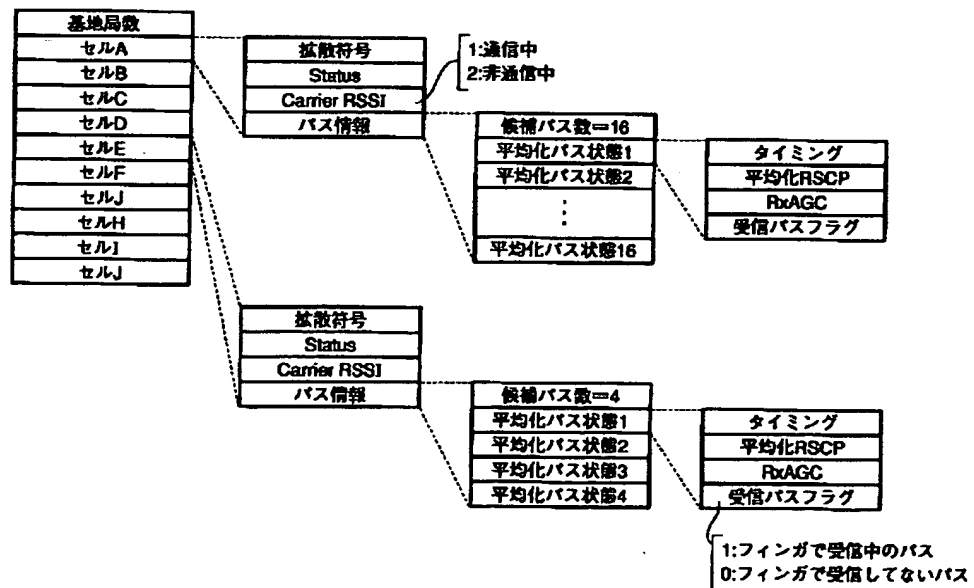 基地局数
セルA
セルB
セルC
セルD
セルE
セルF
セルJ
セルH
セルI
セルJ
拡散符号
Status
Carrier RSSI
パス情報
1:通信中
2:非通信中
候補パス数=16
平均化パス状態1
平均化パス状態2
⋮
平均化パス状態16
タイミング
平均化RSCP
RxAGC
受信パスフラグ
拡散符号
Status
Carrier RSSI
パス情報
候補パス数=4
平均化パス状態1
平均化パス状態2
平均化パス状態3
平均化パス状態4
タイミング
平均化RSCP
RxAGC
受信パスフラグ
1:フィンガで受信中のパス
0:フィンガで受信してないパス